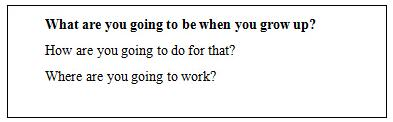 What are you going to be when you grow up?
How are you going to do for that?
Where are you going to work?